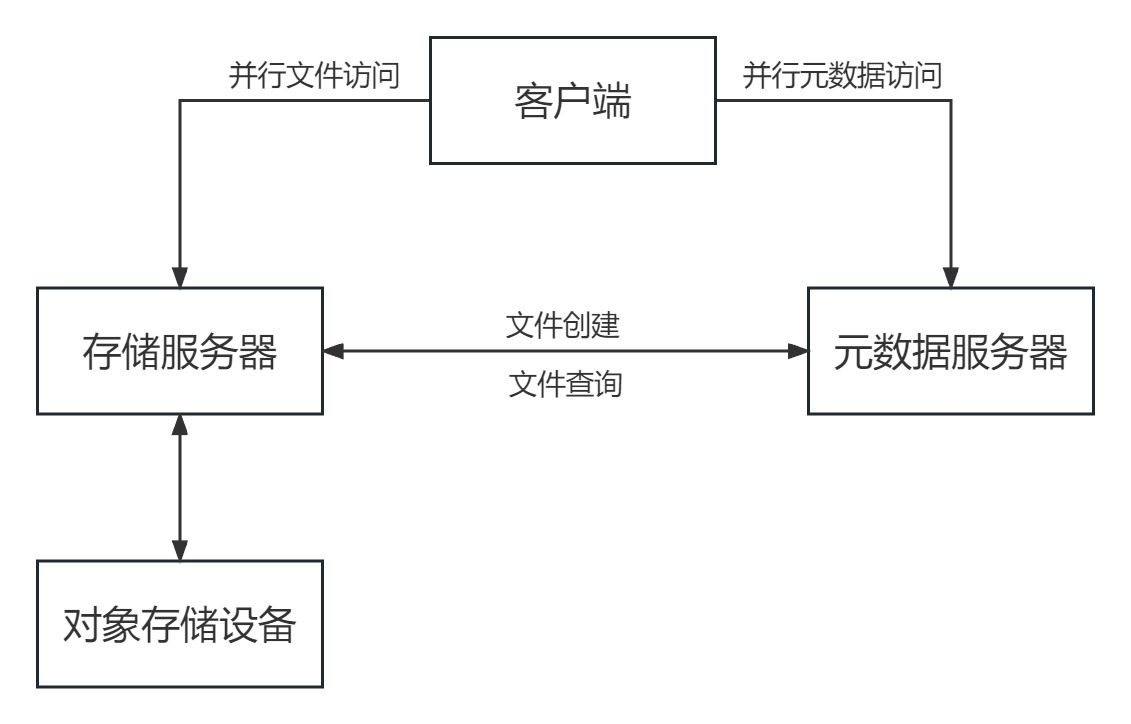 并行文件访问
客户端
并行元数据访问
存储服务器
文件创建
文件查询
元数据服务器
对象存储设备